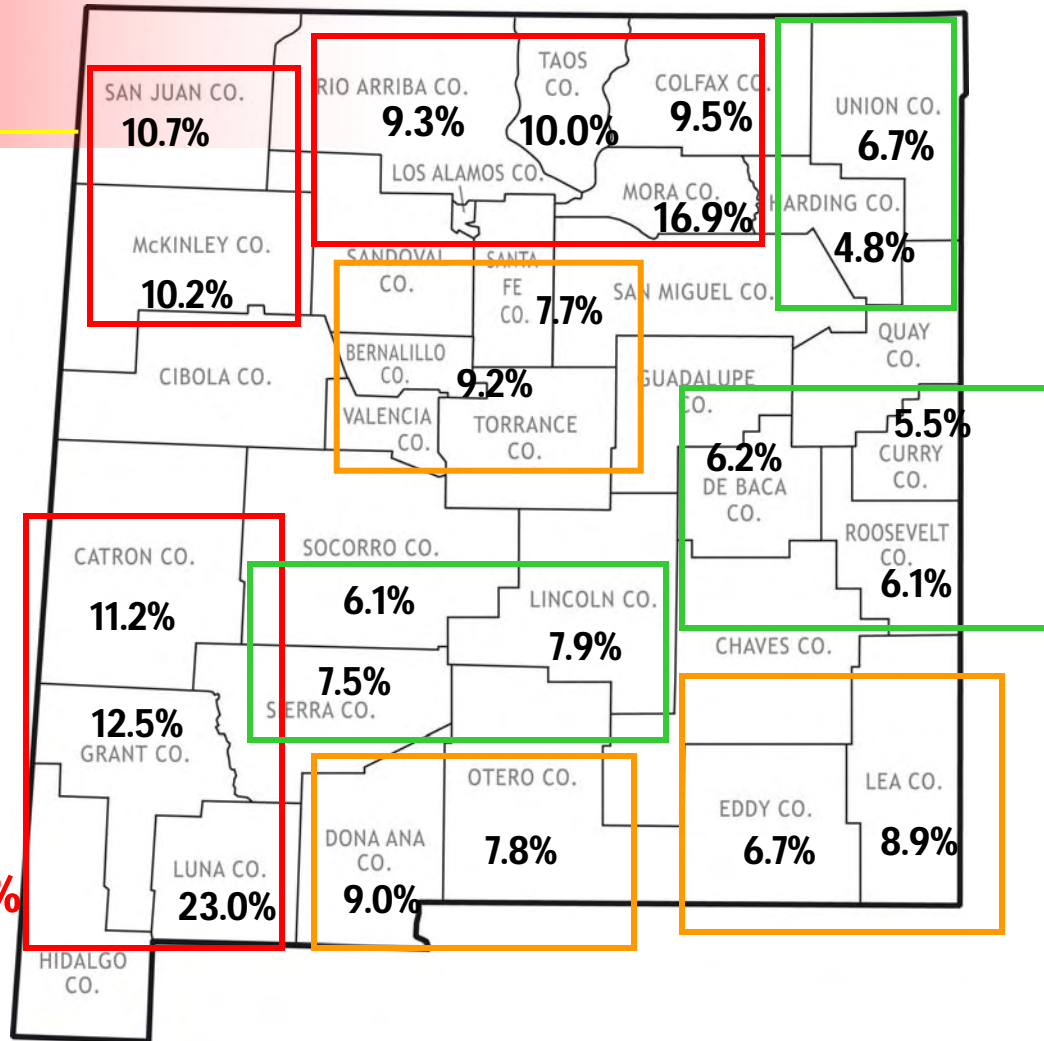 SAN JUAN CO.
10.7%
RIO ARRIBA CO.
9.3%
TAOS
CO.
10.0%
COLFAX CO.
9.5%
UNION CO.
6.7%
LOS ALAMOS CO.
MORA CO.
16.9%
HARDING CO.
4.8%
McKINLEY CO.
10.2%
SANDOVAL
CO.
SANTA
FE
CO.
7.7%
SAN MIGUEL CO.
QUAY
CO.
CIBOLA CO.
BERNALILLO
CO.
9.2%
VALENCIA
CO.
TORRANCE
CO.
GUADALUPE
CO.
5.5%
CURRY
CO.
6.2%
DE BACA
CO.
ROOSEVELT
CO.
6.1%
CATRON CO.
11.2%
SOCORRO CO.
6.1%
LINCOLN CO.
7.9%
CHAVES CO.
7.5%
SIERRA CO.
12.5%
GRANT CO.
OTERO CO.
7.8%
LEA CO.
8.9%
EDDY CO.
6.7%
DONA ANA
CO.
9.0%
LUNA CO.
23.0%
%
HIDALGO
CO.